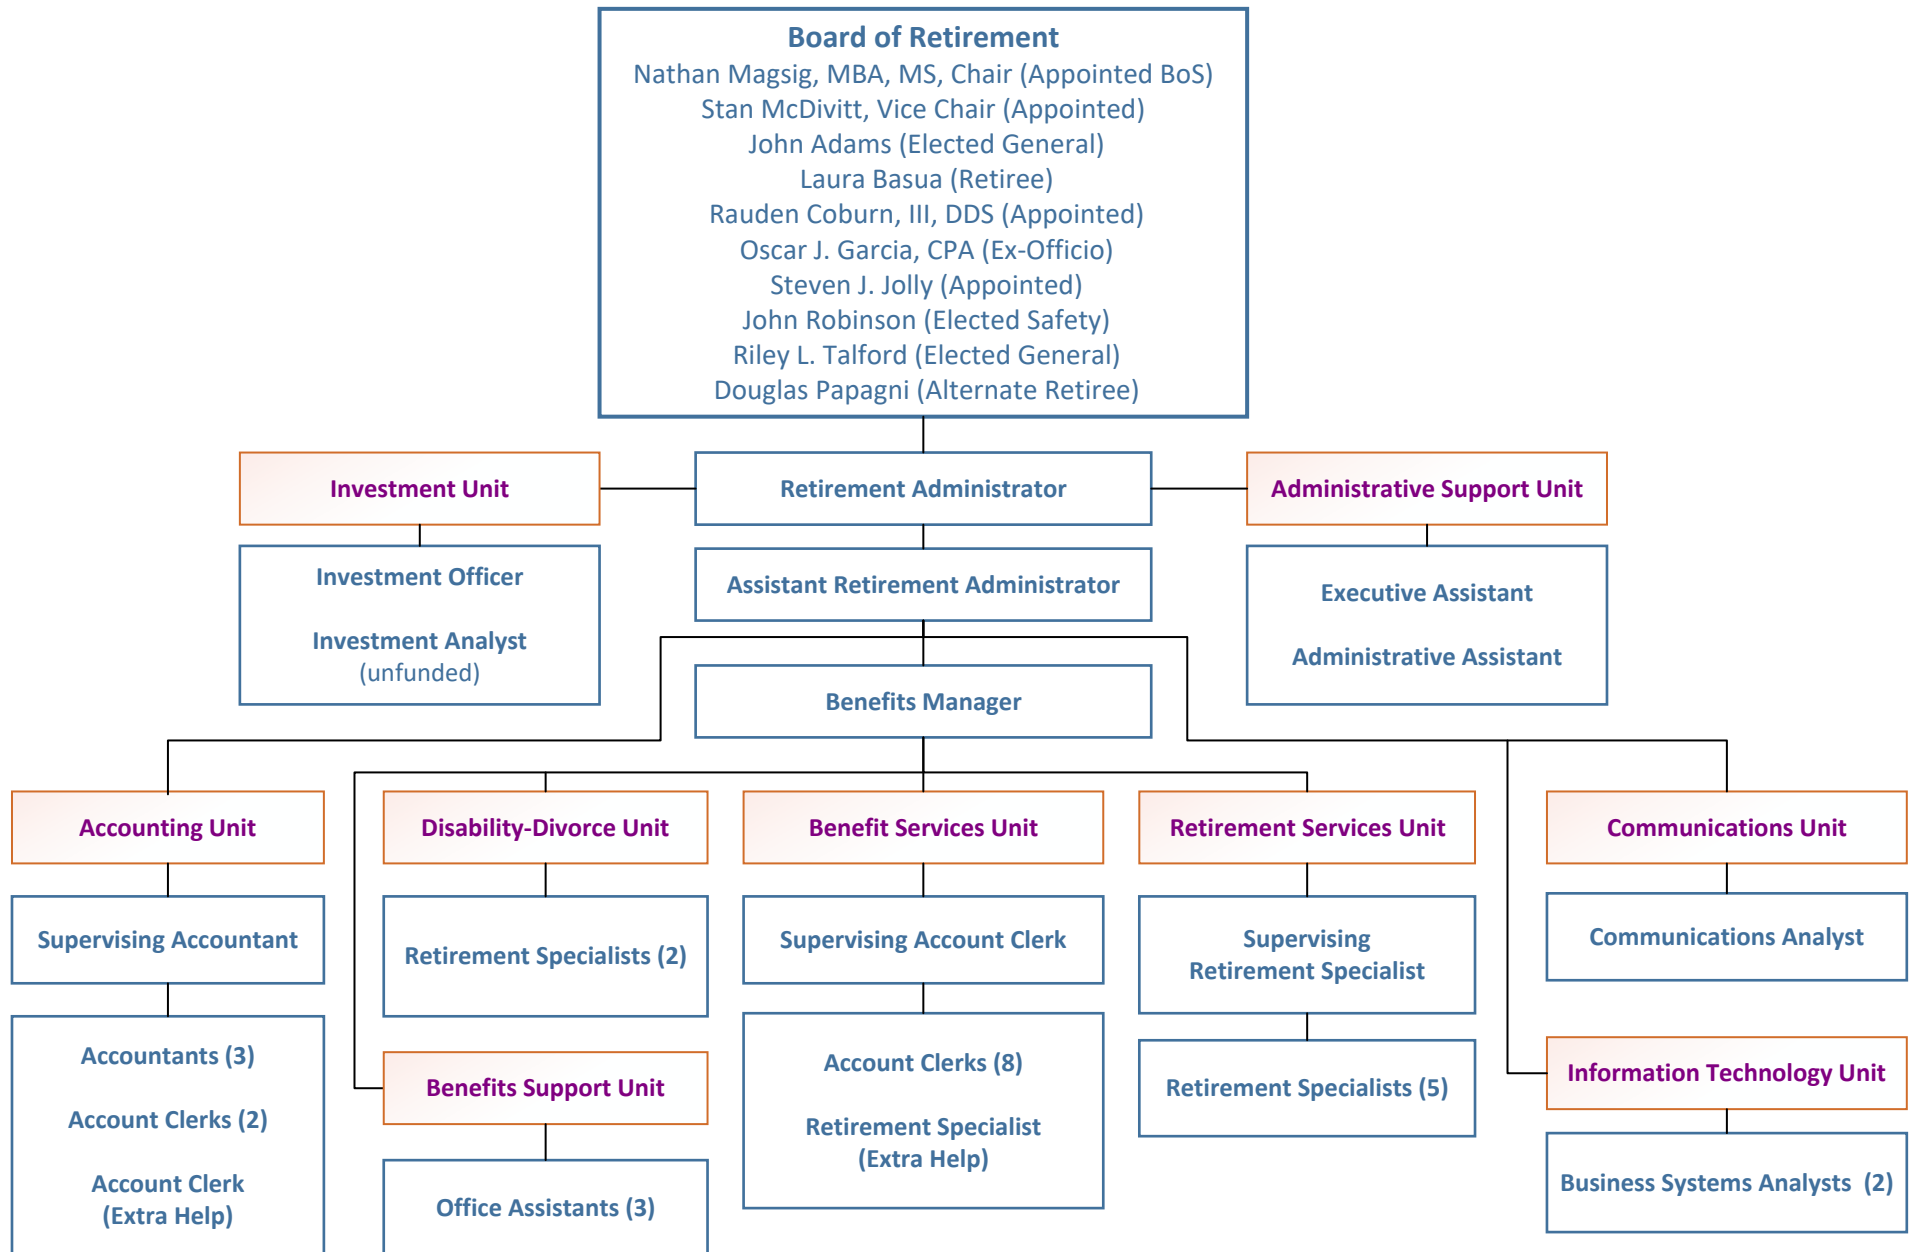 Board of Retirement
Nathan Magsig, MBA, MS, Chair (Appointed BoS)
Stan McDivitt, Vice Chair (Appointed)
John Adams (Elected General)
Laura Basua (Retiree)
Rauden Coburn, III, DDS (Appointed)
Oscar J. Garcia, CPA (Ex-Officio)
Steven J. Jolly (Appointed)
John Robinson (Elected Safety)
Riley L. Talford (Elected General)
Douglas Papagni (Alternate Retiree)
Investment Unit
Retirement Administrator
Administrative Support Unit
Investment Officer
Investment Analyst
(unfunded)
Assistant Retirement Administrator
Executive Assistant
Administrative Assistant
Benefits Manager
Accounting Unit
Disability-Divorce Unit
Benefit Services Unit
Retirement Services Unit
Communications Unit
Supervising Accountant
Retirement Specialists (2)
Supervising Account Clerk
Supervising
Retirement Specialist
Communications Analyst
Accountants (3)
Account Clerks (2)
Account Clerk
(Extra Help)
Benefits Support Unit
Office Assistants (3)
Account Clerks (8)
Retirement Specialist
(Extra Help)
Retirement Specialists (5)
Information Technology Unit
Business Systems Analysts  (2)